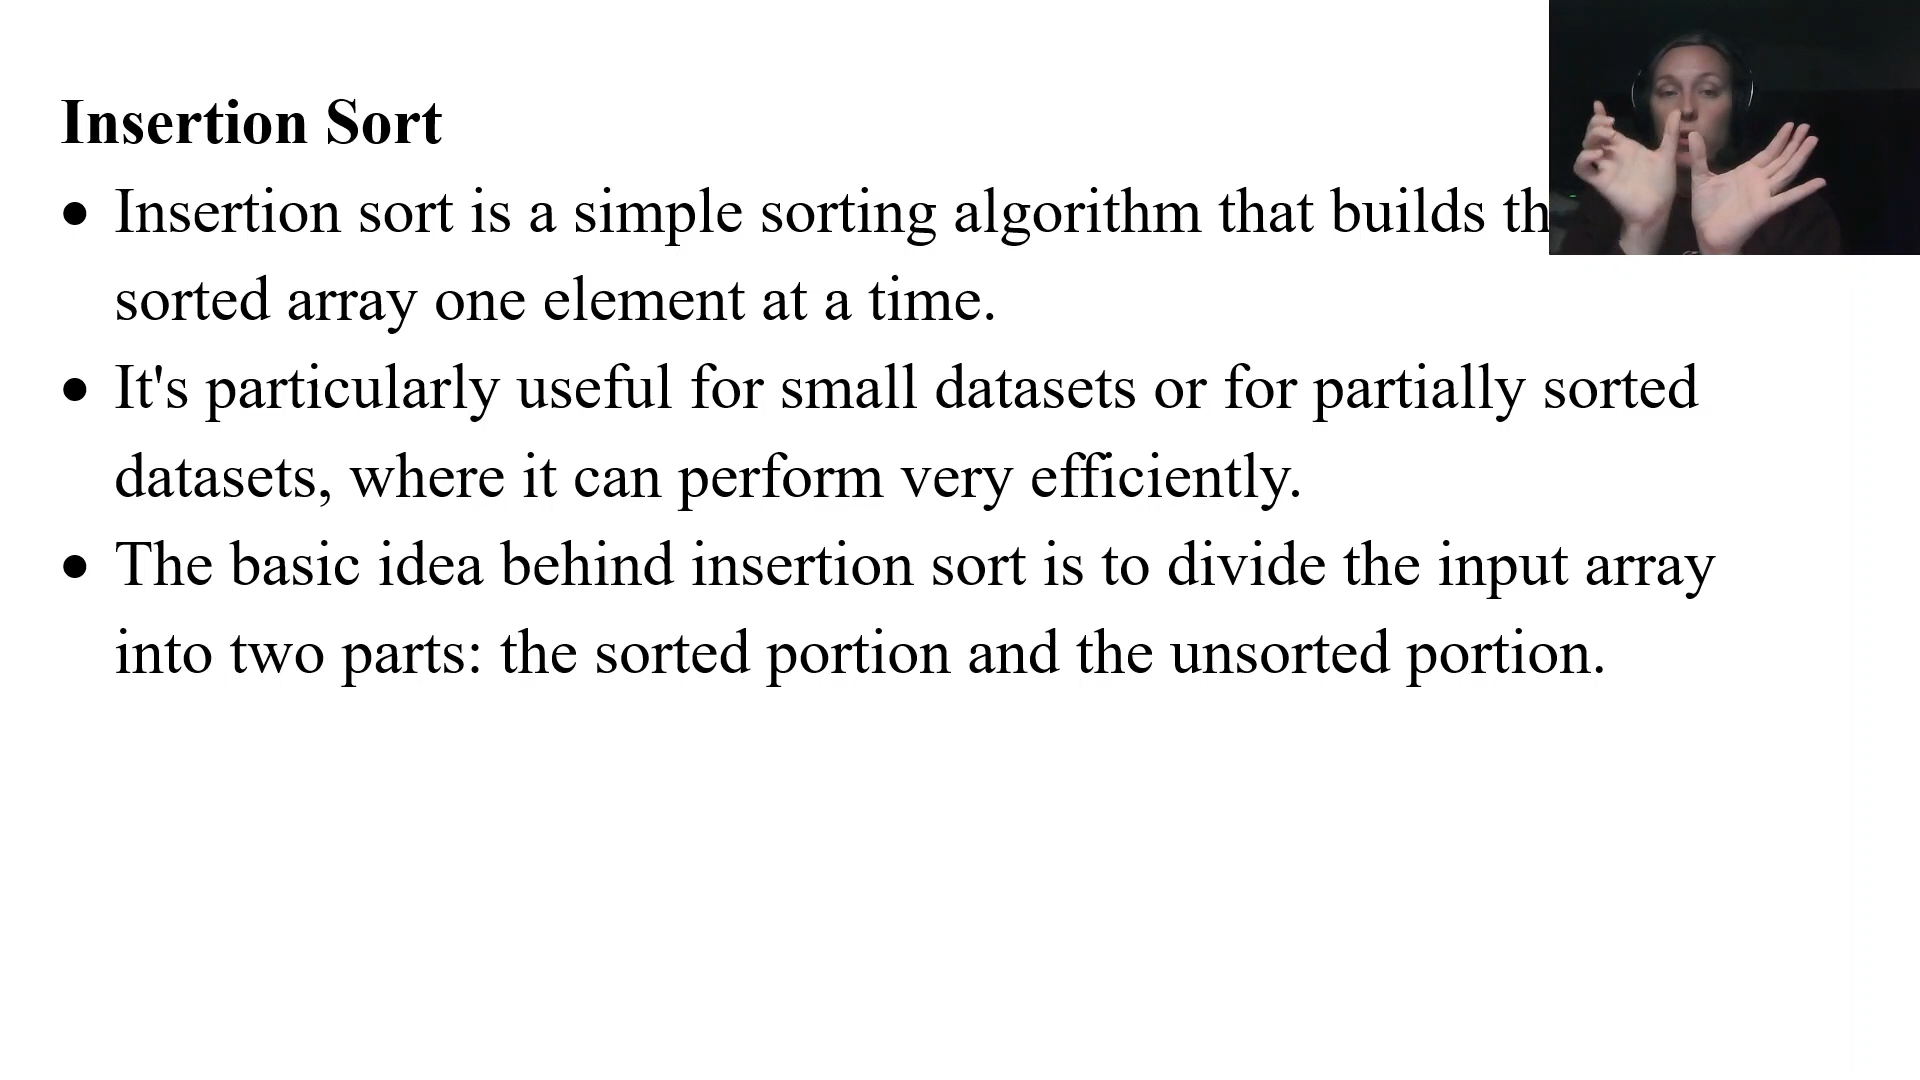 Insertion Sort
• Insertion sort is a simple sorting algorithm that builds th
sorted array one element at a time.
• It's particularly useful for small datasets or for partially sorted
datasets, where it can perform very efficiently.
• The basic idea behind insertion sort is to divide the input array
into two parts: the sorted portion and the unsorted portion.